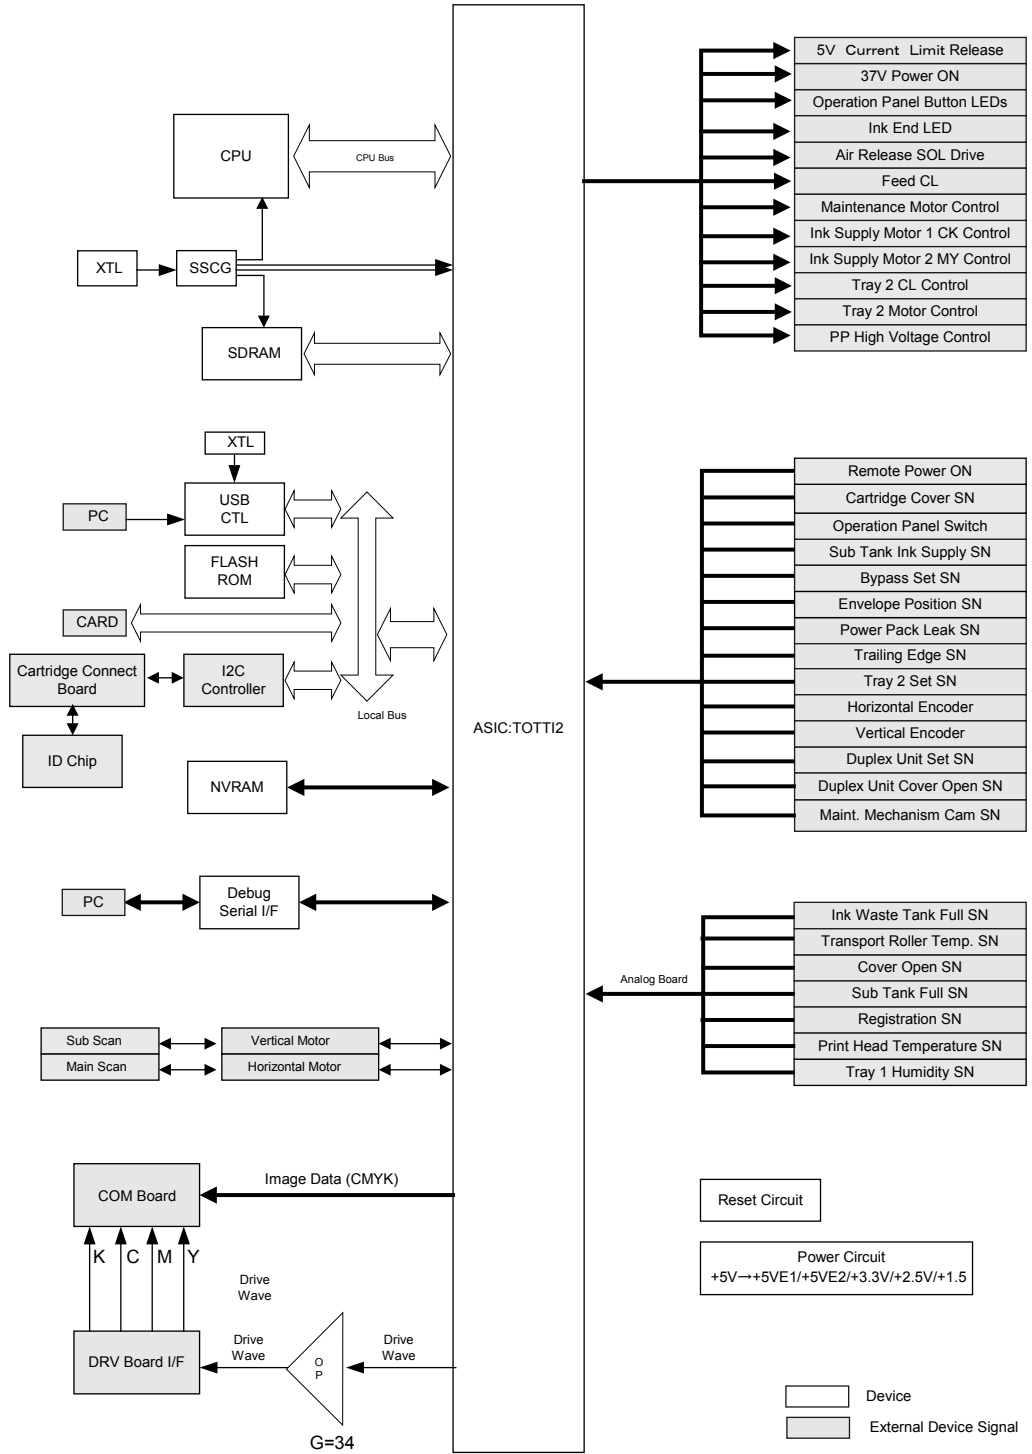 CPU
CPU Bus
XTL
SSCG
SDRAM
XTL
USB
CTL
PC
FLASH
ROM
CARD
Cartridge Connect
Board
I2C
Controller
Local Bus
ID Chip
NVRAM
PC
Debug
Serial I/F
Sub Scan
Vertical Motor
Main Scan
Horizontal Motor
COM Board
Image Data (CMYK)
K
C
M
Y
Drive
Wave
DRV Board I/F
Drive
Wave
O
P
Drive
Wave
G=34
ASIC:TOTTI2
5V Current Limit Release
37V Power ON
Operation Panel Button LEDs
Ink End LED
Air Release SOL Drive
Feed CL
Maintenance Motor Control
Ink Supply Motor 1 CK Control
Ink Supply Motor 2 MY Control
Tray 2 CL Control
Tray 2 Motor Control
PP High Voltage Control
Remote Power ON
Cartridge Cover SN
Operation Panel Switch
Sub Tank Ink Supply SN
Bypass Set SN
Envelope Position SN
Power Pack Leak SN
Trailing Edge SN
Tray 2 Set SN
Horizontal Encoder
Vertical Encoder
Duplex Unit Set SN
Duplex Unit Cover Open SN
Maint. Mechanism Cam SN
Analog Board
Ink Waste Tank Full SN
Transport Roller Temp. SN
Cover Open SN
Sub Tank Full SN
Registration SN
Print Head Temperature SN
Tray 1 Humidity SN
Reset Circuit
Power Circuit
+5V→+5VE1/+5VE2/+3.3V/+2.5V/+1.5
Device
External Device Signal